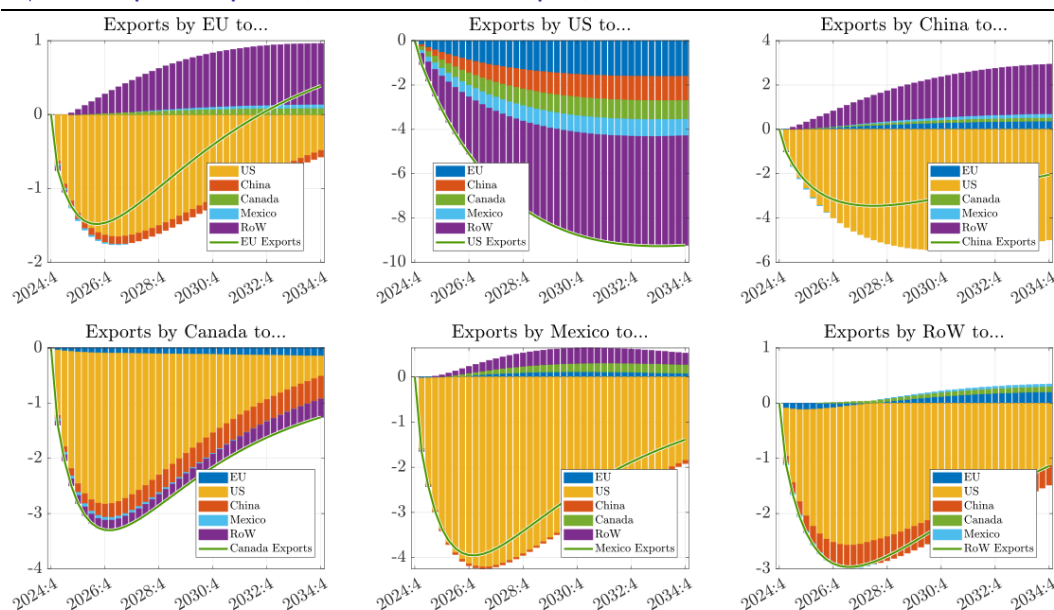 Exports by EU to...
1
0
-1
-2
US
China
Canada
Mexico
RoW
EU Exports
2024:4
2026:4
2028:4
2030:4
2032:4
2034:4
Exports by US to...
0
-2
-4
-6
-8
-10
EU
China
Canada
Mexico
RoW
US Exports
2024:4
2026:4
2028:4
2030:4
2032:4
2034:4
Exports by China to...
4
2
0
-2
-4
-6
EU
US
Canada
Mexico
RoW
China Exports
2024:4
2026:4
2028:4
2030:4
2032:4
2034:4
Exports by Canada to...
0
-1
-2
-3
-4
EU
US
China
Mexico
RoW
Canada Exports
2024:4
2026:4
2028:4
2030:4
2032:4
2034:4
Exports by Mexico to...
0
-1
-2
-3
-4
EU
US
China
Canada
RoW
Mexico Exports
2024:4
2026:4
2028:4
2030:4
2032:4
2034:4
Exports by RoW to...
1
0
-1
-2
-3
EU
US
China
Canada
Mexico
RoW Exports
2024:4
2026:4
2028:4
2030:4
2032:4
2034:4